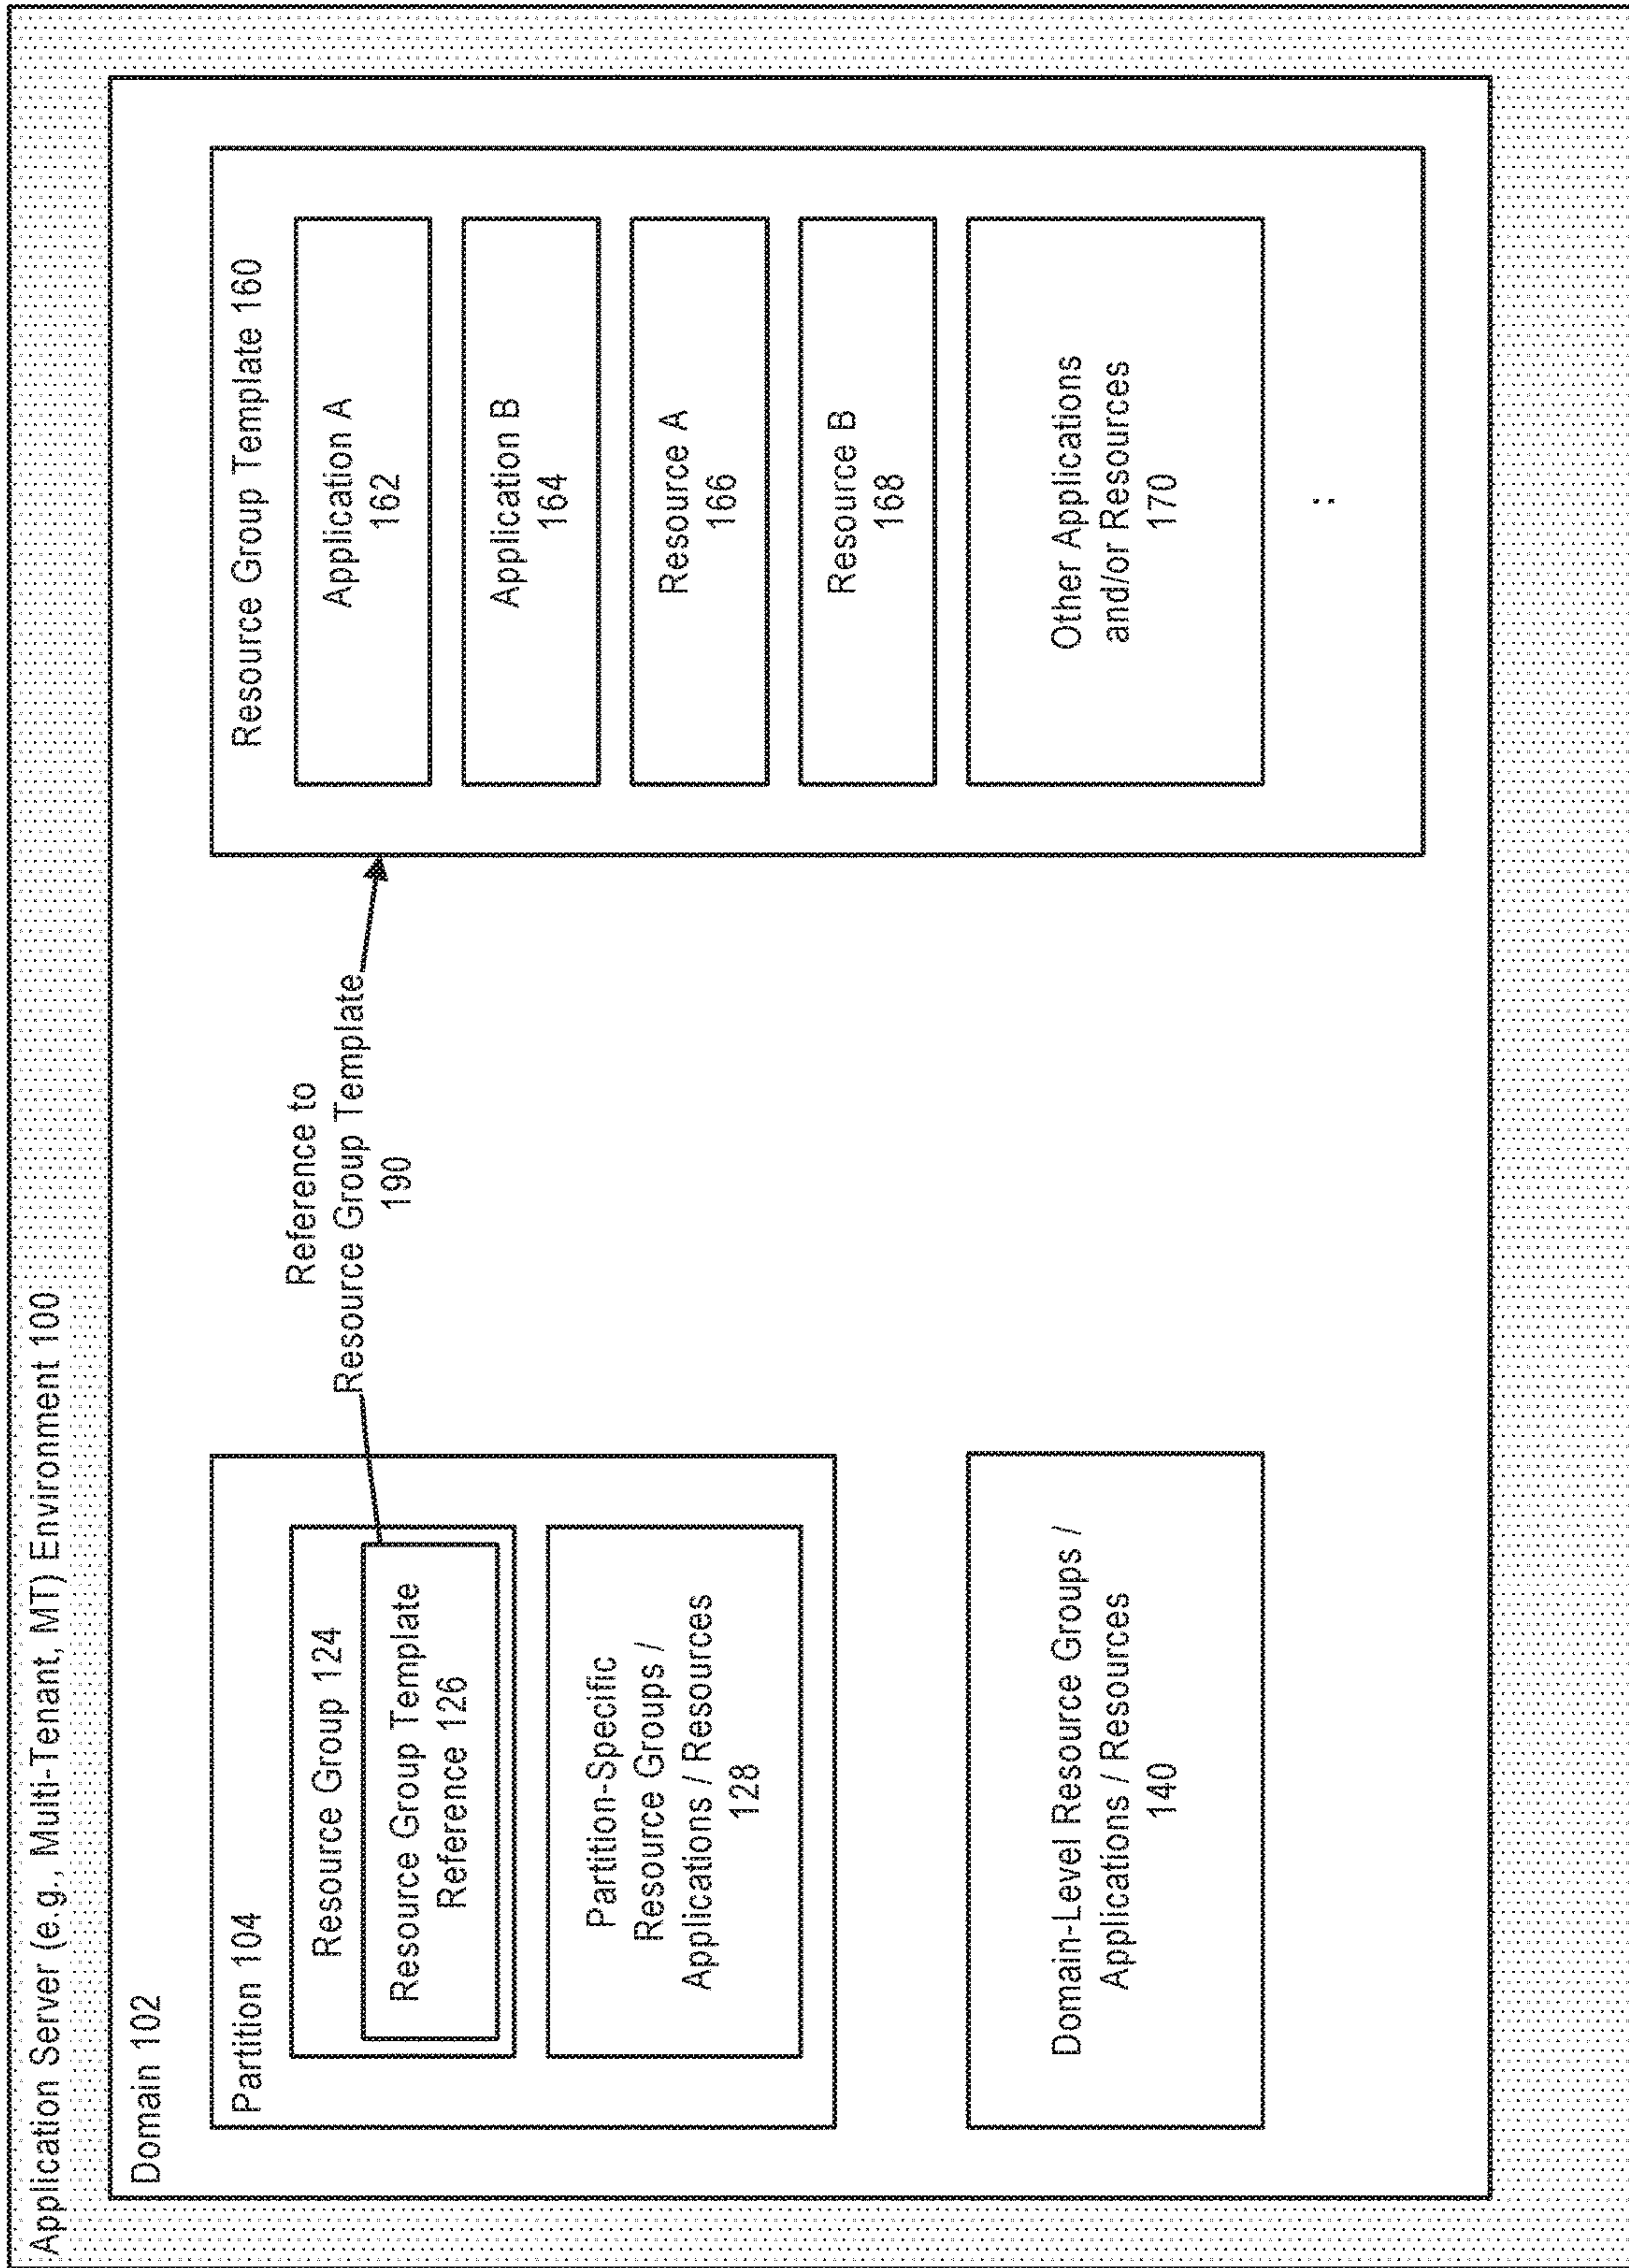 Application Server (e.g., Multi-Tenant, MT) Environment 100
Domain 102
Partition 104
Resource Group 124
Resource Group Template
Reference 126
Partition-Specific
Resource Groups /
Applications / Resources
128
Domain-Level Resource Groups /
Applications / Resources
140
Reference to
Resource Group Template
190
Resource Group Template 160
Application A
162
Application B
164
Resource A
166
Resource B
168
Other Applications
and/or Resources
170